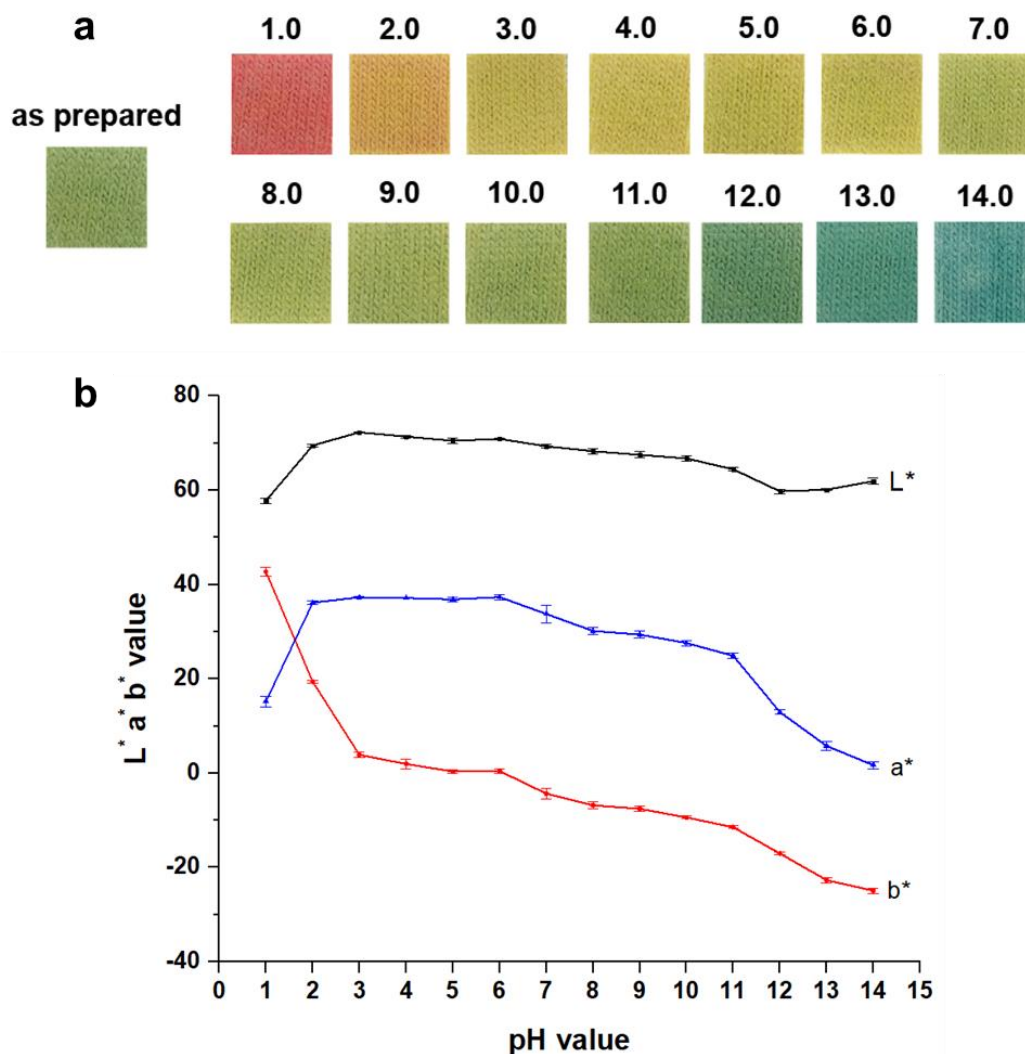 a
as prepared
1.0 2.0 3.0 4.0 5.0 6.0 7.0
8.0 9.0 10.0 11.0 12.0 13.0 14.0
b
80
60
40
20
0
-20
-40
L* a* b* value
L*
a*
b*
0 1 2 3 4 5 6 7 8 9 10 11 12 13 14 15
pH value